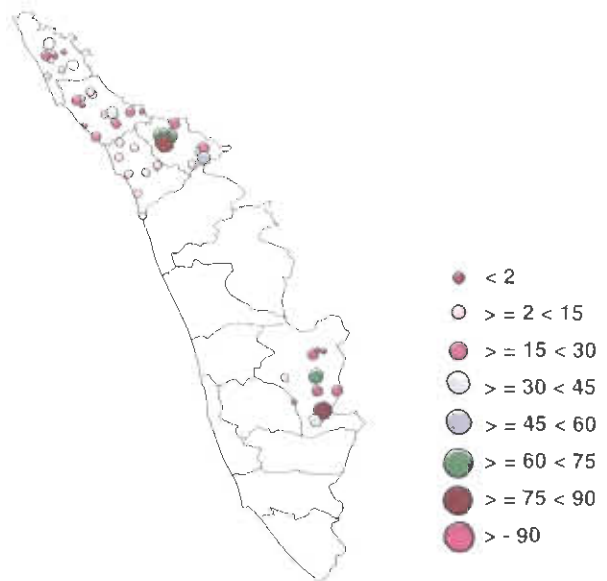 < 2
> = 2 < 15
> = 15 < 30
> = 30 < 45
> = 45 < 60
> = 60 < 75
> = 75 < 90
> - 90